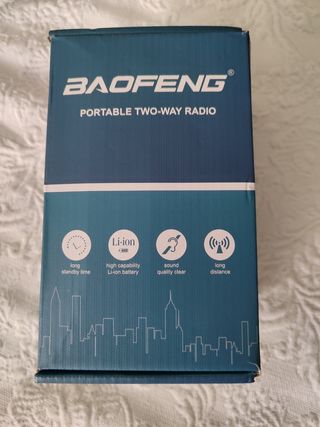 BAOFENG®
PORTABLE TWO-WAY RADIO
Li-ion
long
standby time
high capability
Li-ion battery
sound
quality clear
long
distance